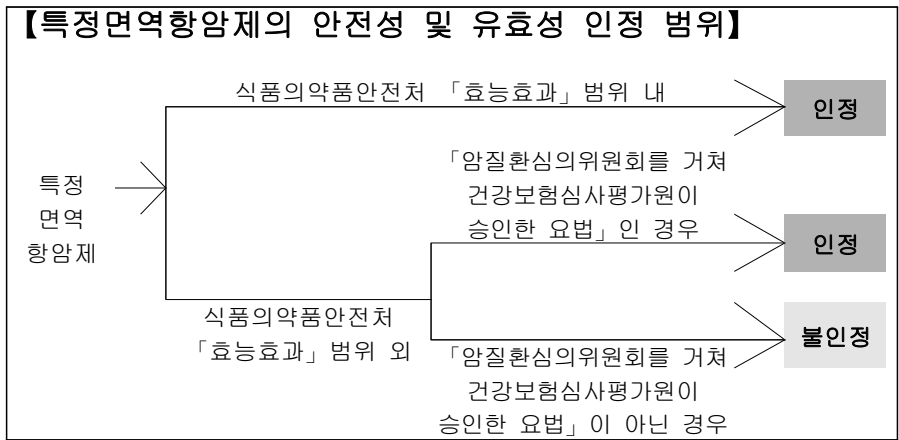 【특정면역항암제의 안전성 및 유효성 인정 범위】
식품의약품안전처 「효능효과」범위 내
인정
특정
면역
항암제
「암질환심의위원회를 거쳐
건강보험심사평가원이
승인한 요법」인 경우
인정
식품의약품안전처
「효능효과」범위 외
불인정
「암질환심의위원회를 거쳐
건강보험심사평가원이
승인한 요법」이 아닌 경우